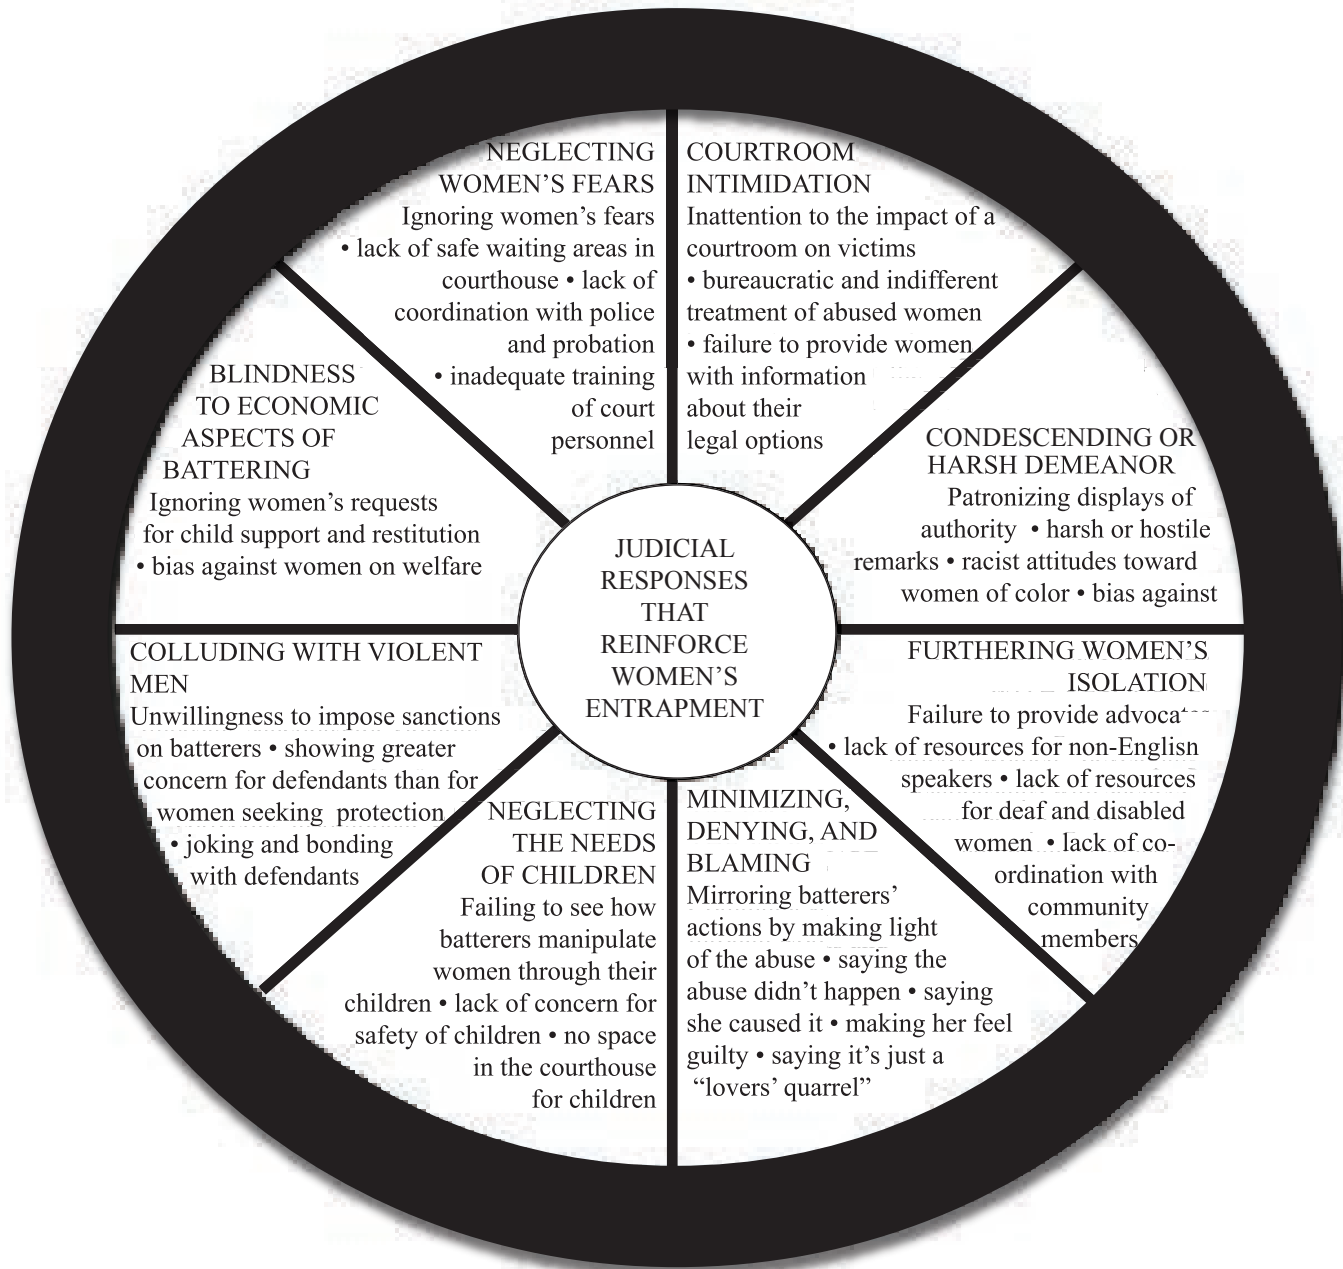 NEGLECTING
WOMEN’S FEARS
Ignoring women’s fears
• lack of safe waiting areas in
courthouse • lack of
coordination with police
and probation
• inadequate training
of court
personnel
COURTROOM
INTIMIDATION
Inattention to the impact of a
courtroom on victims
• bureaucratic and indifferent
treatment of abused women
• failure to provide women
with information
about their
legal options
CONDESCENDING OR
HARSH DEMEANOR
Patronizing displays of
authority • harsh or hostile
remarks • racist attitudes toward
women of color • bias against
FURTHERING WOMEN’S
ISOLATION
Failure to provide
• lack of resources for non-English
speakers • lack of resources
for deaf and disabled
women • lack of co-
ordination with
community
members
MINIMIZING,
DENYING, AND
BLAMING
Mirroring batterers’
actions by making light
of the abuse • saying the
abuse didn’t happen • saying
she caused it • making her feel
guilty • saying it’s just a
“lovers’ quarrel”
NEGLECTING
THE NEEDS
OF CHILDREN
Failing to see how
batterers manipulate
women through their
children • lack of concern for
safety of children • no space
in the courthouse
for children
COLLUDING WITH VIOLENT
MEN
Unwillingness to impose sanctions
on batterers • showing greater
concern for defendants than for
women seeking protection
• joking and bonding
with defendants
BLINDNESS
TO ECONOMIC
ASPECTS OF
BATTERING
Ignoring women’s requests
for child support and restitution
• bias against women on welfare
JUDICIAL
RESPONSES
THAT
REINFORCE
WOMEN’S
ENTRAPMENT